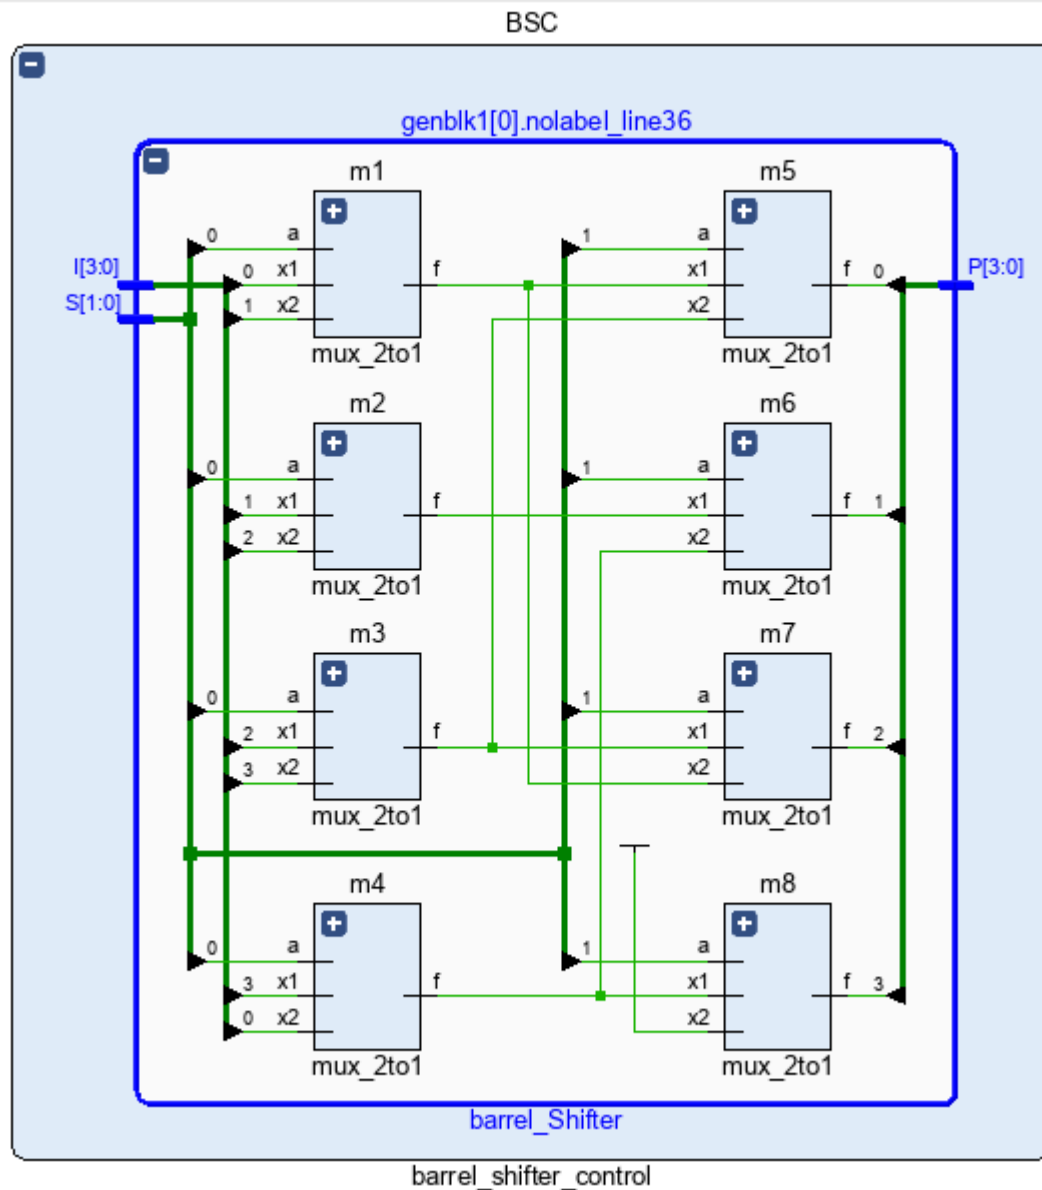 BSC
genblk1[0].nolabel_line36
m1
m5
0 a
1 a
I[3:0]
0 x1
f
x1
f 0
P[3:0]
S[1:0]
1 x2
x2
mux_2to1
mux_2to1
m2
m6
0 a
1 a
1 x1
f
x1
f 1
2 x2
x2
mux_2to1
mux_2to1
m3
m7
0 a
1 a
2 x1
f
x1
f 2
3 x2
x2
mux_2to1
mux_2to1
m4
m8
0 a
1 a
3 x1
f
x1
f 3
0 x2
x2
mux_2to1
mux_2to1
barrel_Shifter
barrel_shifter_control